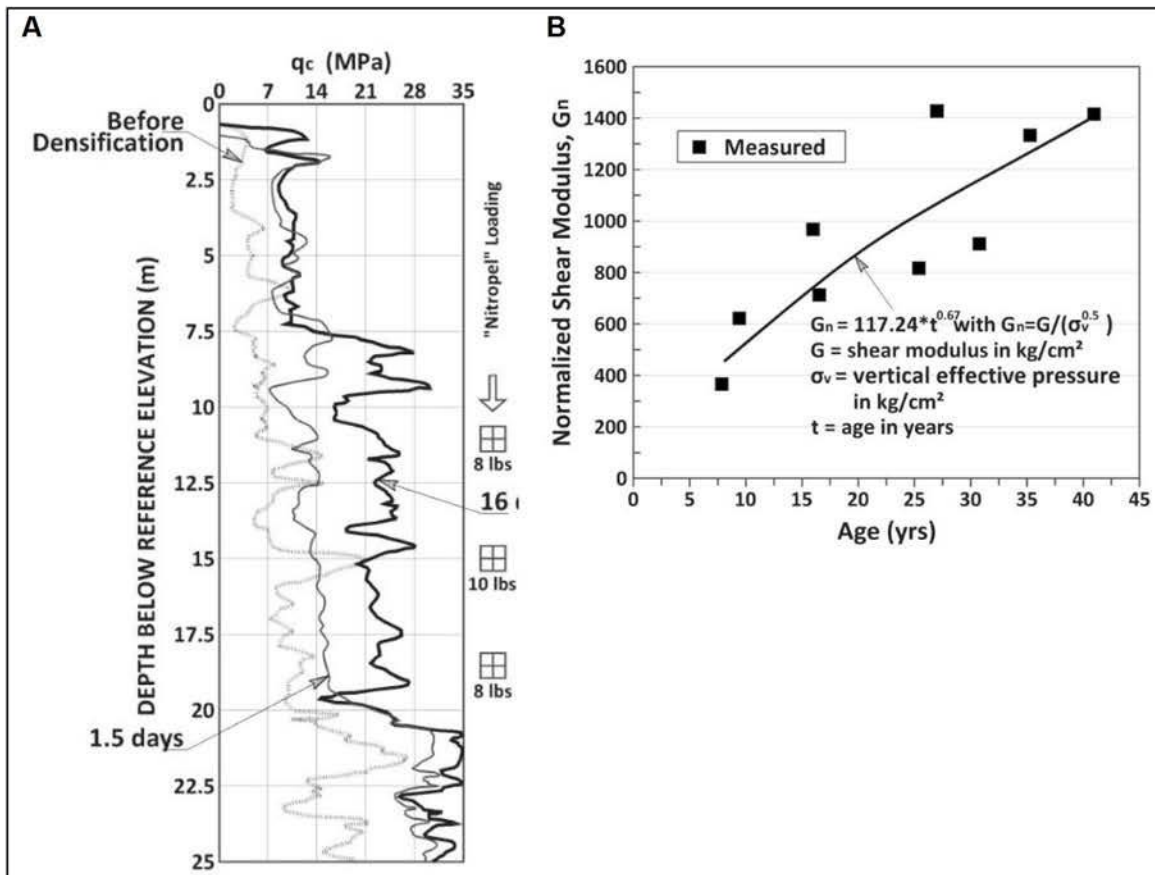 A
qc (MPa)
0 7 14 21 28 35
Before
Densification
DEPTH BELOW REFERENCE ELEVATION (m)
0
2.5
5
7.5
10
12.5
15
17.5
20
22.5
25
1.5 days
16
"Nitropel" Loading
8 lbs
10 lbs
8 lbs
B
Normalized Shear Modulus, Gn
1600
1400
1200
1000
800
600
400
200
0
Measured
Gn = 117.24*t^0.67 with Gn=G/(σv^0.5 )
G = shear modulus in kg/cm²
σv = vertical effective pressure
in kg/cm²
t = age in years
0 5 10 15 20 25 30 35 40 45
Age (yrs)